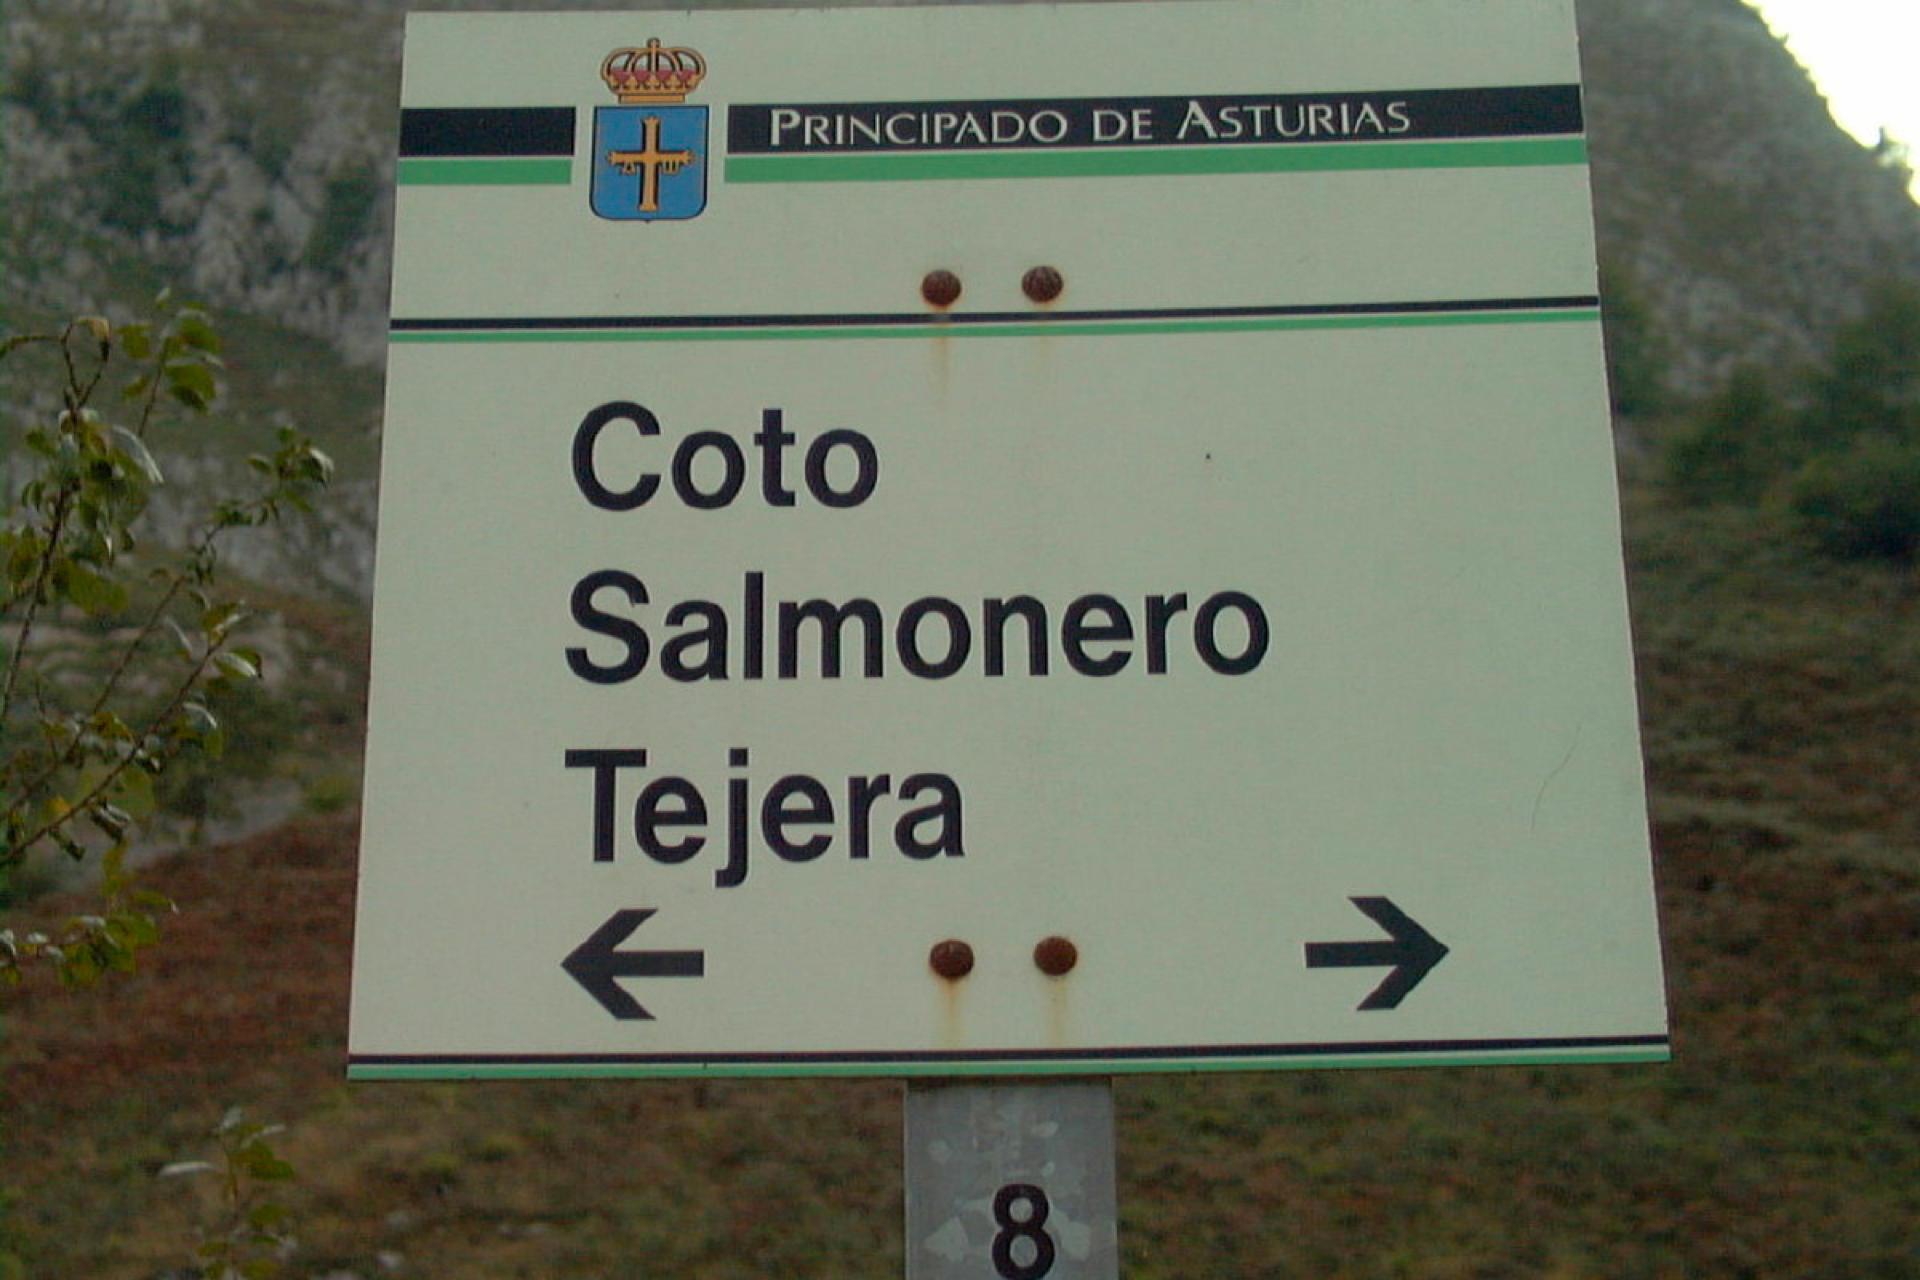 PRINCIPADO DE ASTURIAS
Coto
Salmonero
Tejera
8